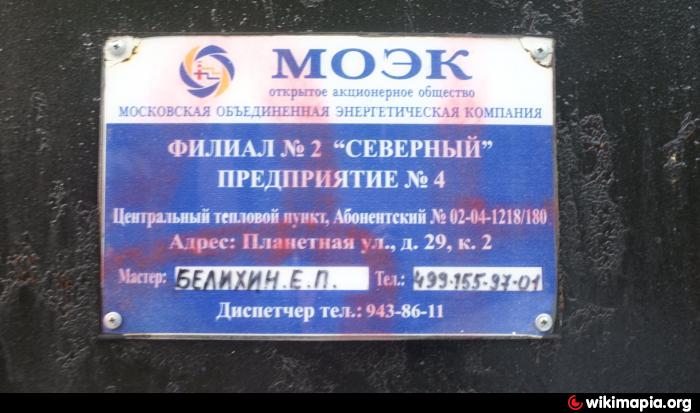 МОЭК
открытое акционерное общество
МОСКОВСКАЯ ОБЪЕДИНЕННАЯ ЭНЕРГЕТИЧЕСКАЯ КОМПАНИЯ
ФИЛИАЛ № 2 "СЕВЕРНЫЙ"
ПРЕДПРИЯТИЕ № 4
Центральный тепловой пункт, Абонентский № 02-04-1218/180
Адрес: Планетная ул., д. 29, к. 2
Мастер: БЕЛИХИН.Е.П. Тел.: 499-155-97-01
Диспетчер тел.: 943-86-11
wikimapia.org